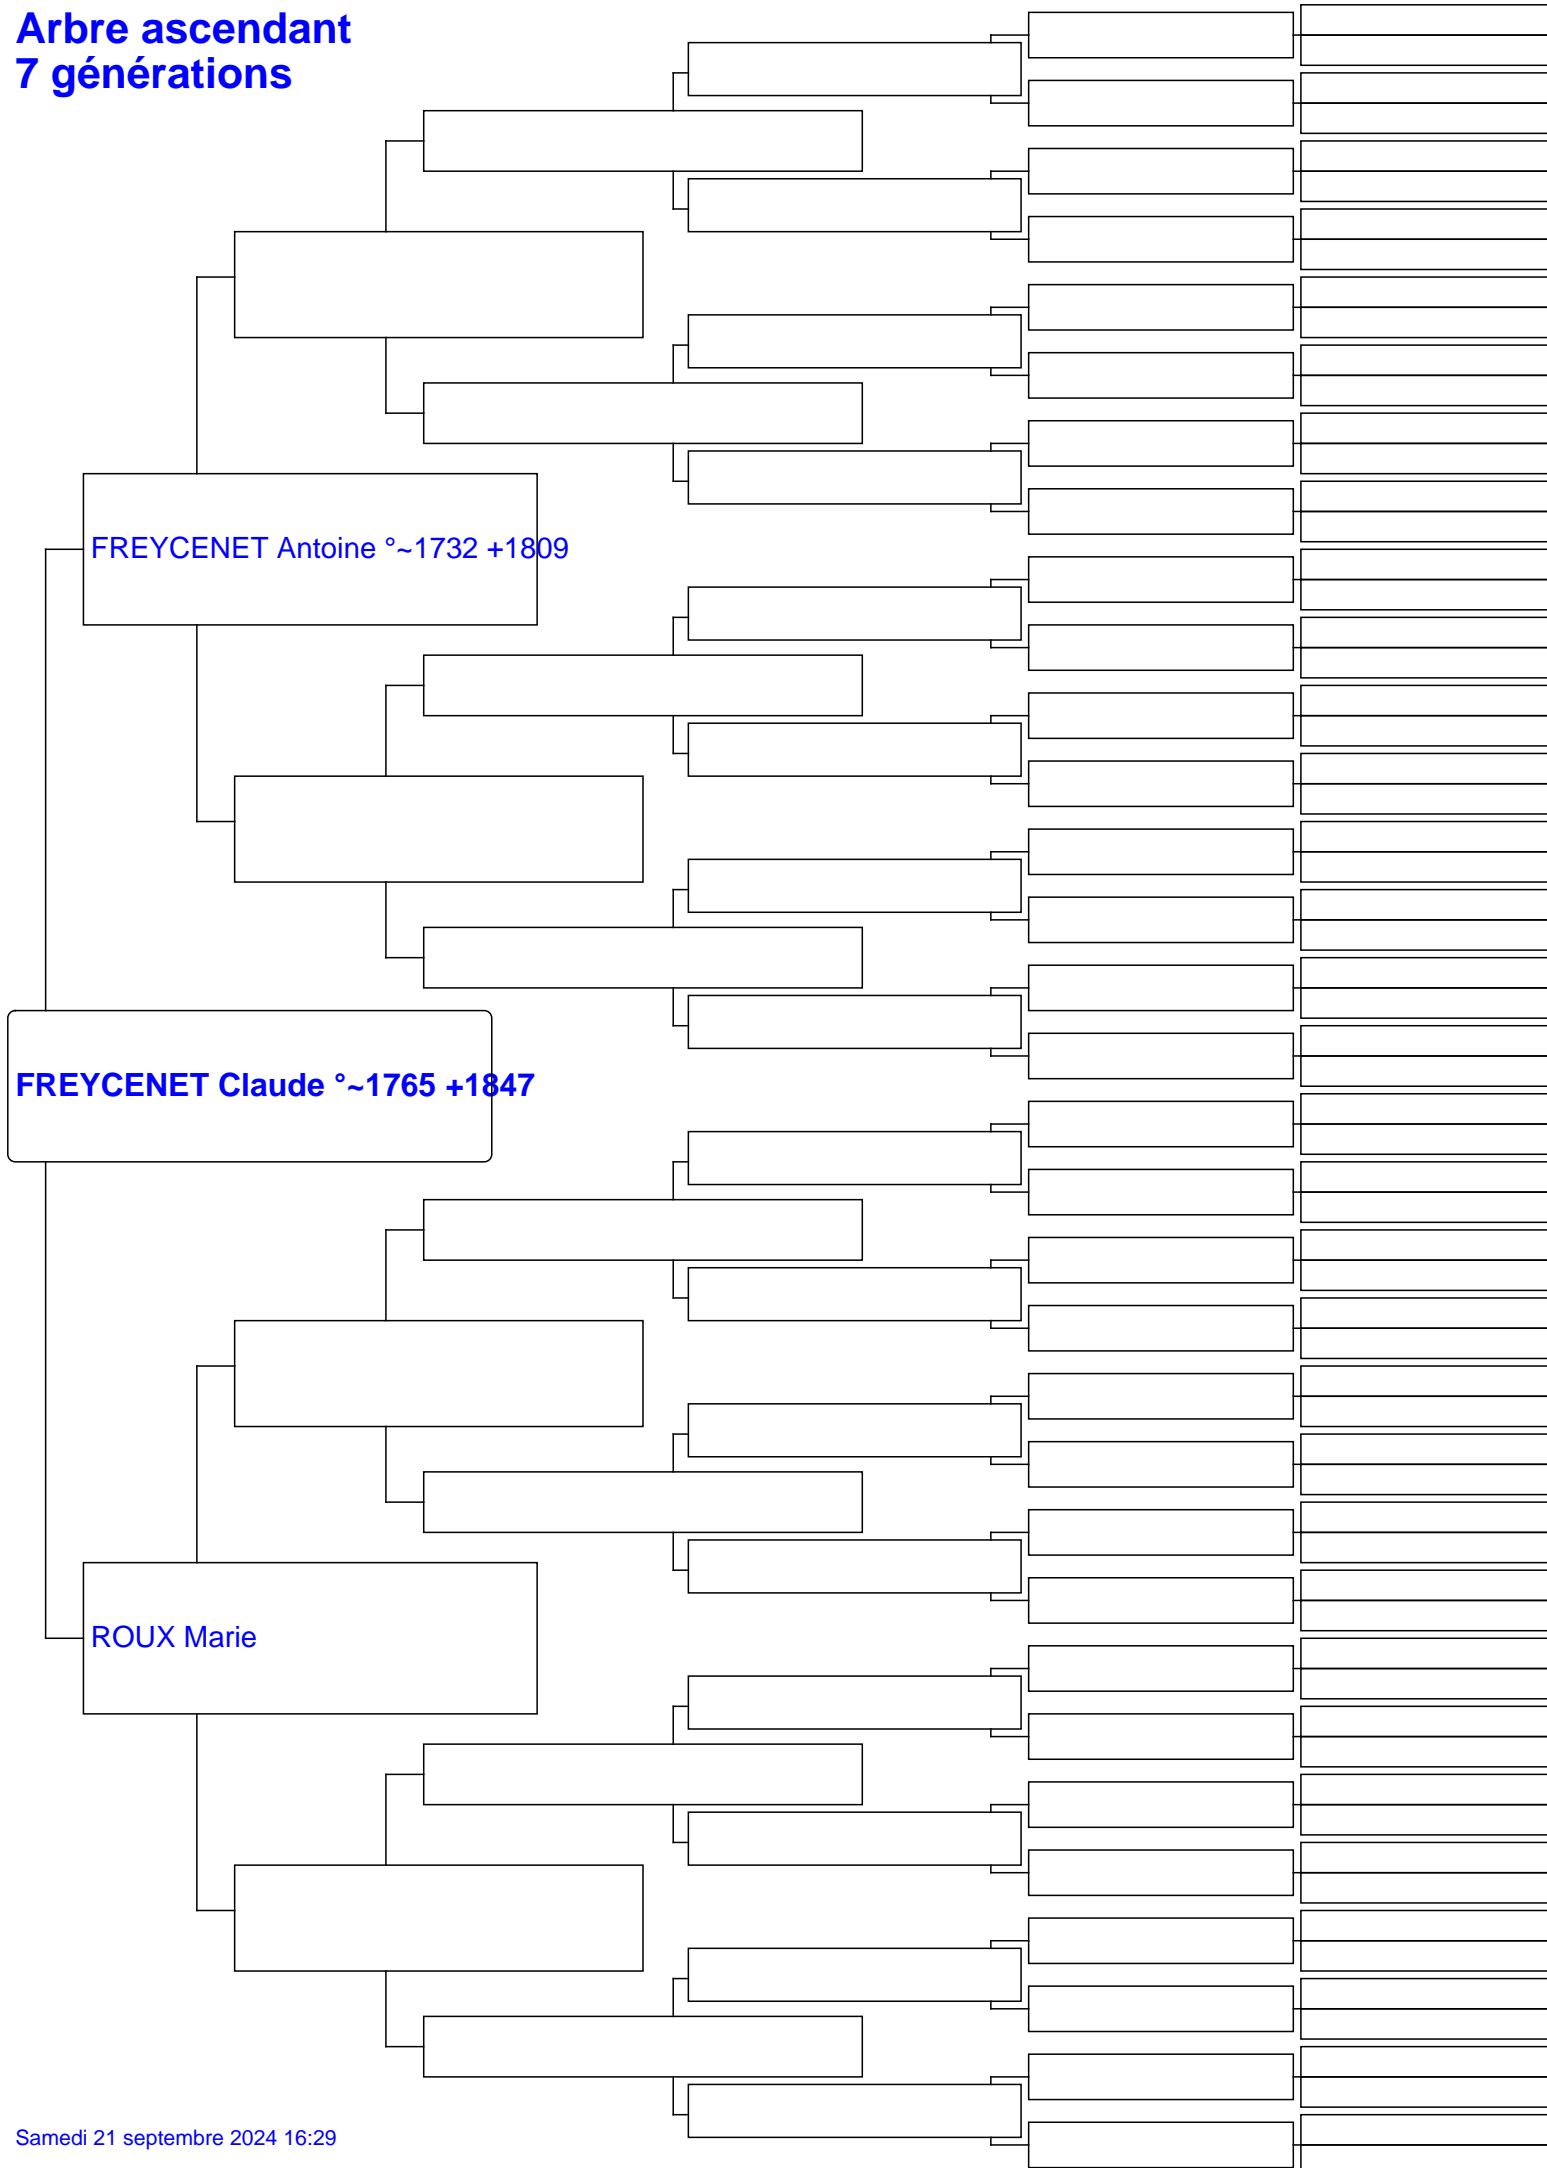 Arbre ascendant
7 générations
FREYCENET Antoine °~1732 +1809
FREYCENET Claude °~1765 +1847
ROUX Marie
Samedi 21 septembre 2024 16:29